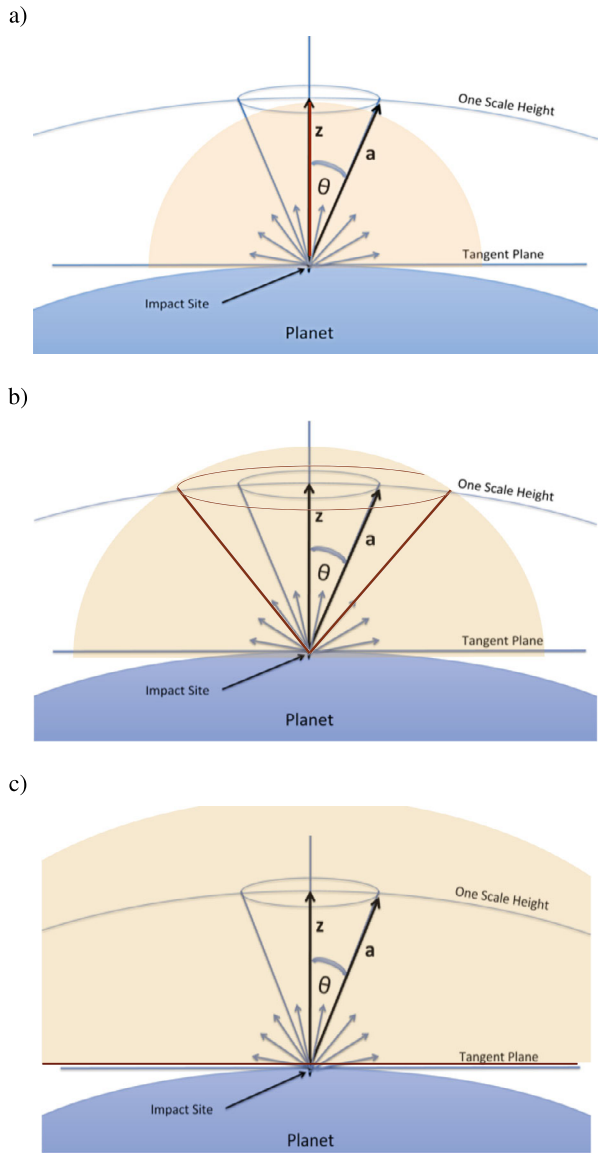 a)
One Scale Height
z
a
θ
Tangent Plane
Impact Site
Planet
b)
One Scale Height
z
a
θ
Tangent Plane
Impact Site
Planet
c)
One Scale Height
z
a
θ
Tangent Plane
Impact Site
Planet